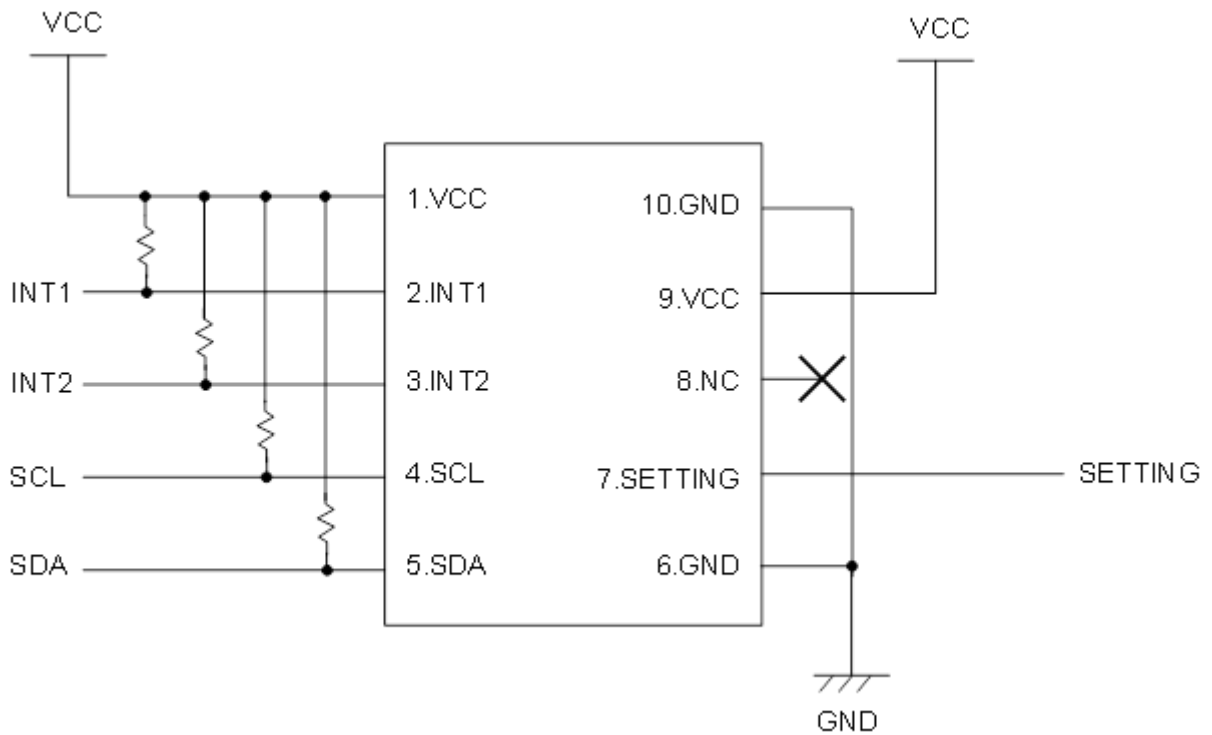 VCC
VCC
1.VCC
10.GND
INT1
2.INT1
9.VCC
INT2
3.INT2
8.NC
SCL
4.SCL
7.SETTING
SETTING
SDA
5.SDA
6.GND
GND